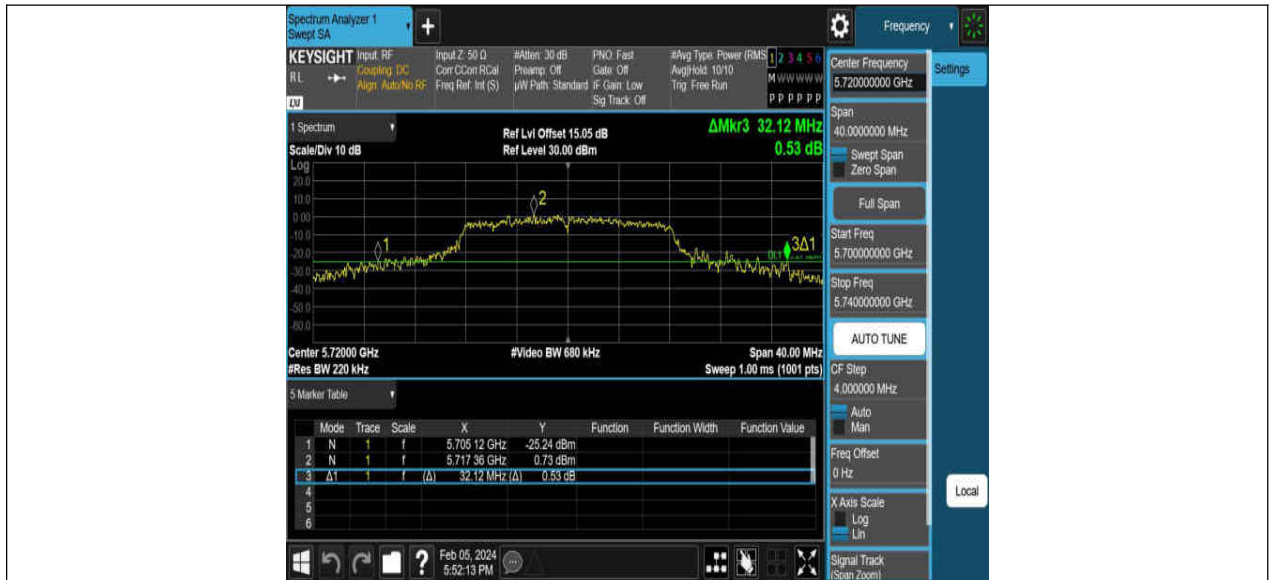 Spectrum Analyzer 1
Swept SA
+
Frequency
KEYSIGHT
RL
Input: RF
Coupling: DC
Align: Auto/No RF
Input Z: 50 Ω
Corr CCorr RCal
Freq Ref: Int (S)
#Atten: 30 dB
Preamp: Off
µW Path: Standard
PNO: Fast
Gate: Off
IF Gain: Low
Sig Track: Off
#Avg Type: Power (RMS
Avg|Hold: 10/10
Trig: Free Run
1 2 3 4 5 6
M W W W W W
P P P P P P
LXI
1 Spectrum
Scale/Div 10 dB
Ref Lvl Offset 15.05 dB
Ref Level 30.00 dBm
ΔMkr3 32.12 MHz
0.53 dB
Log
20.0
10.0
0.00
-10.0
-20.0
-30.0
-40.0
-50.0
-60.0
1
2
3Δ1
Center 5.72000 GHz
#Res BW 220 kHz
#Video BW 680 kHz
Span 40.00 MHz
Sweep 1.00 ms (1001 pts)
5 Marker Table
Mode Trace Scale X Y Function Function Width Function Value
1 N 1 f 5.705 12 GHz -25.24 dBm
2 N 1 f 5.717 36 GHz 0.73 dBm
3 Δ1 1 f (Δ) 32.12 MHz (Δ) 0.53 dB
4
5
6
?
Feb 05, 2024
5:52:13 PM
Center Frequency
5.720000000 GHz
Span
40.0000000 MHz
Swept Span
Zero Span
Full Span
Start Freq
5.700000000 GHz
Stop Freq
5.740000000 GHz
AUTO TUNE
CF Step
4.000000 MHz
Auto
Man
Freq Offset
0 Hz
X Axis Scale
Log
Lin
Signal Track
(Span Zoom)
Settings
Local